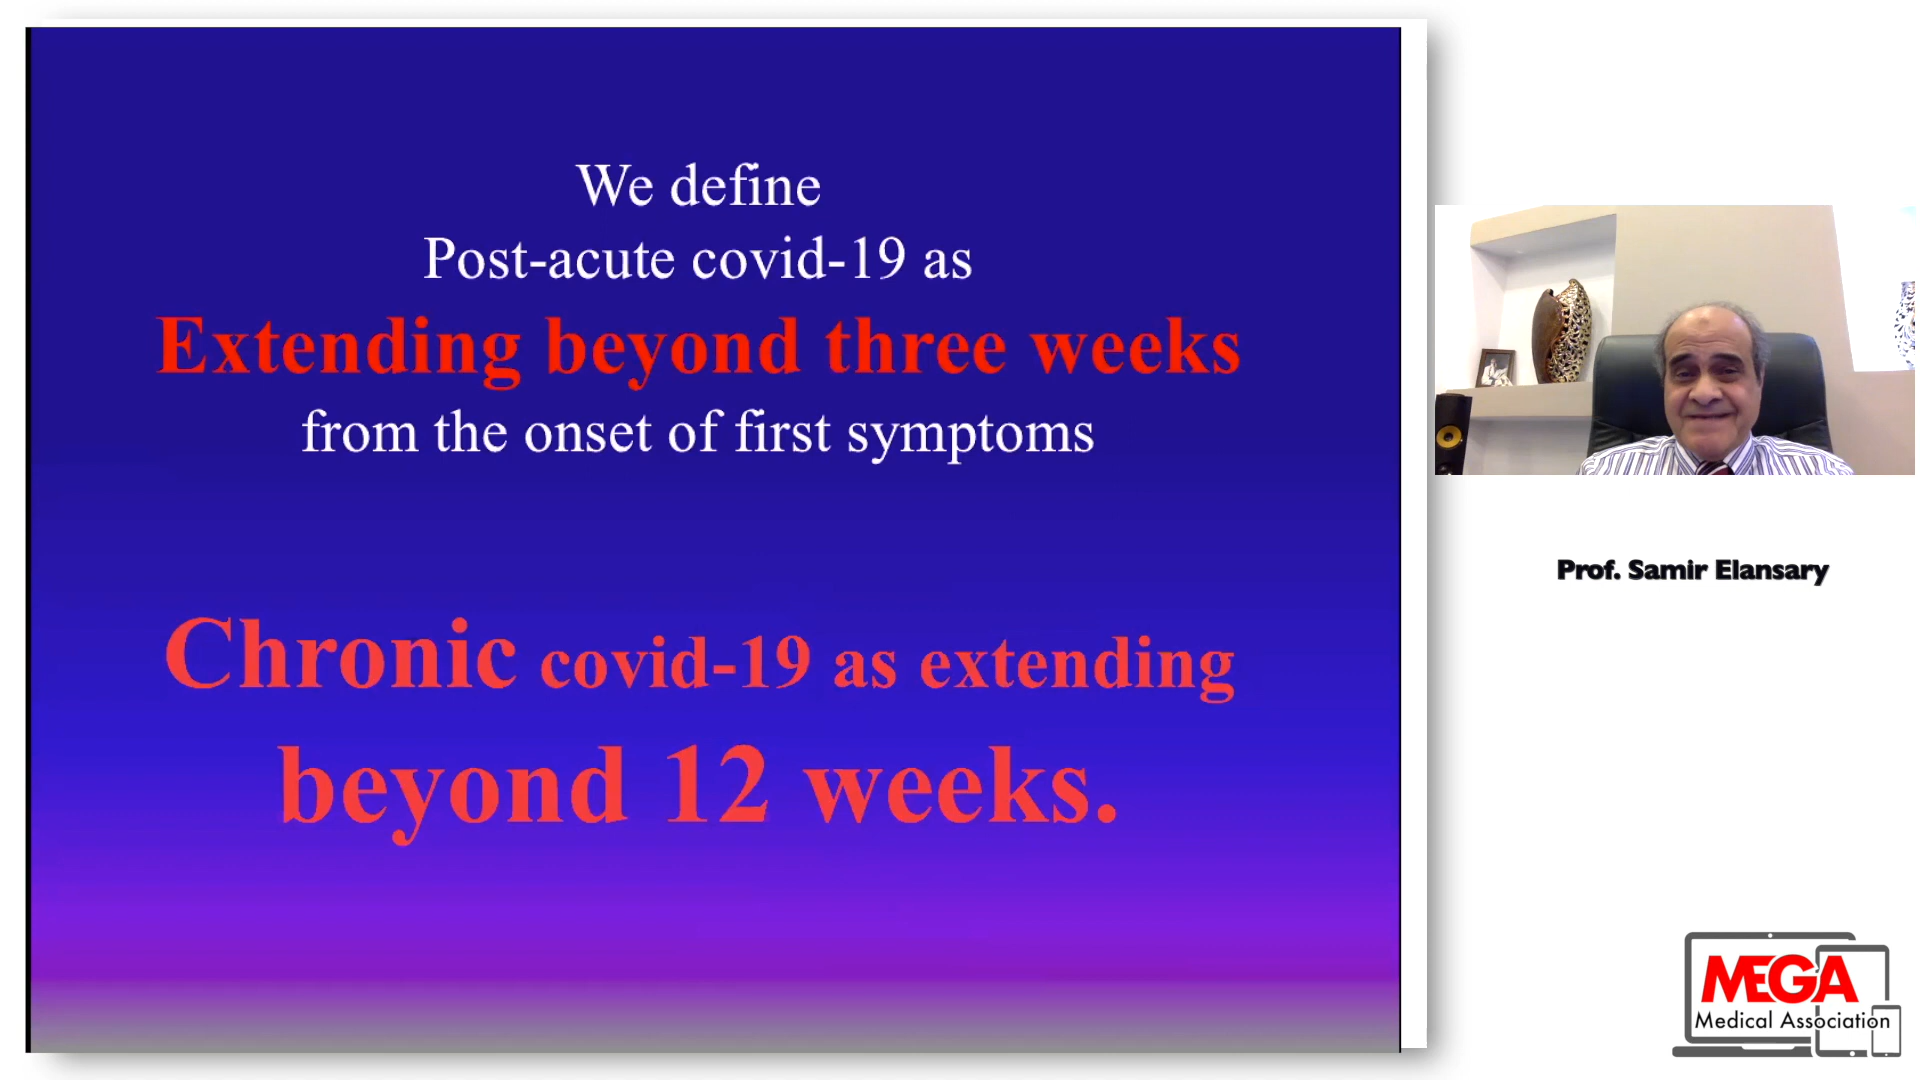 We define
Post-acute covid-19 as
Extending beyond three weeks
from the onset of first symptoms
Chronic covid-19 as extending
beyond 12 weeks.
Prof. Samir Elansary
MEGA
Medical Association